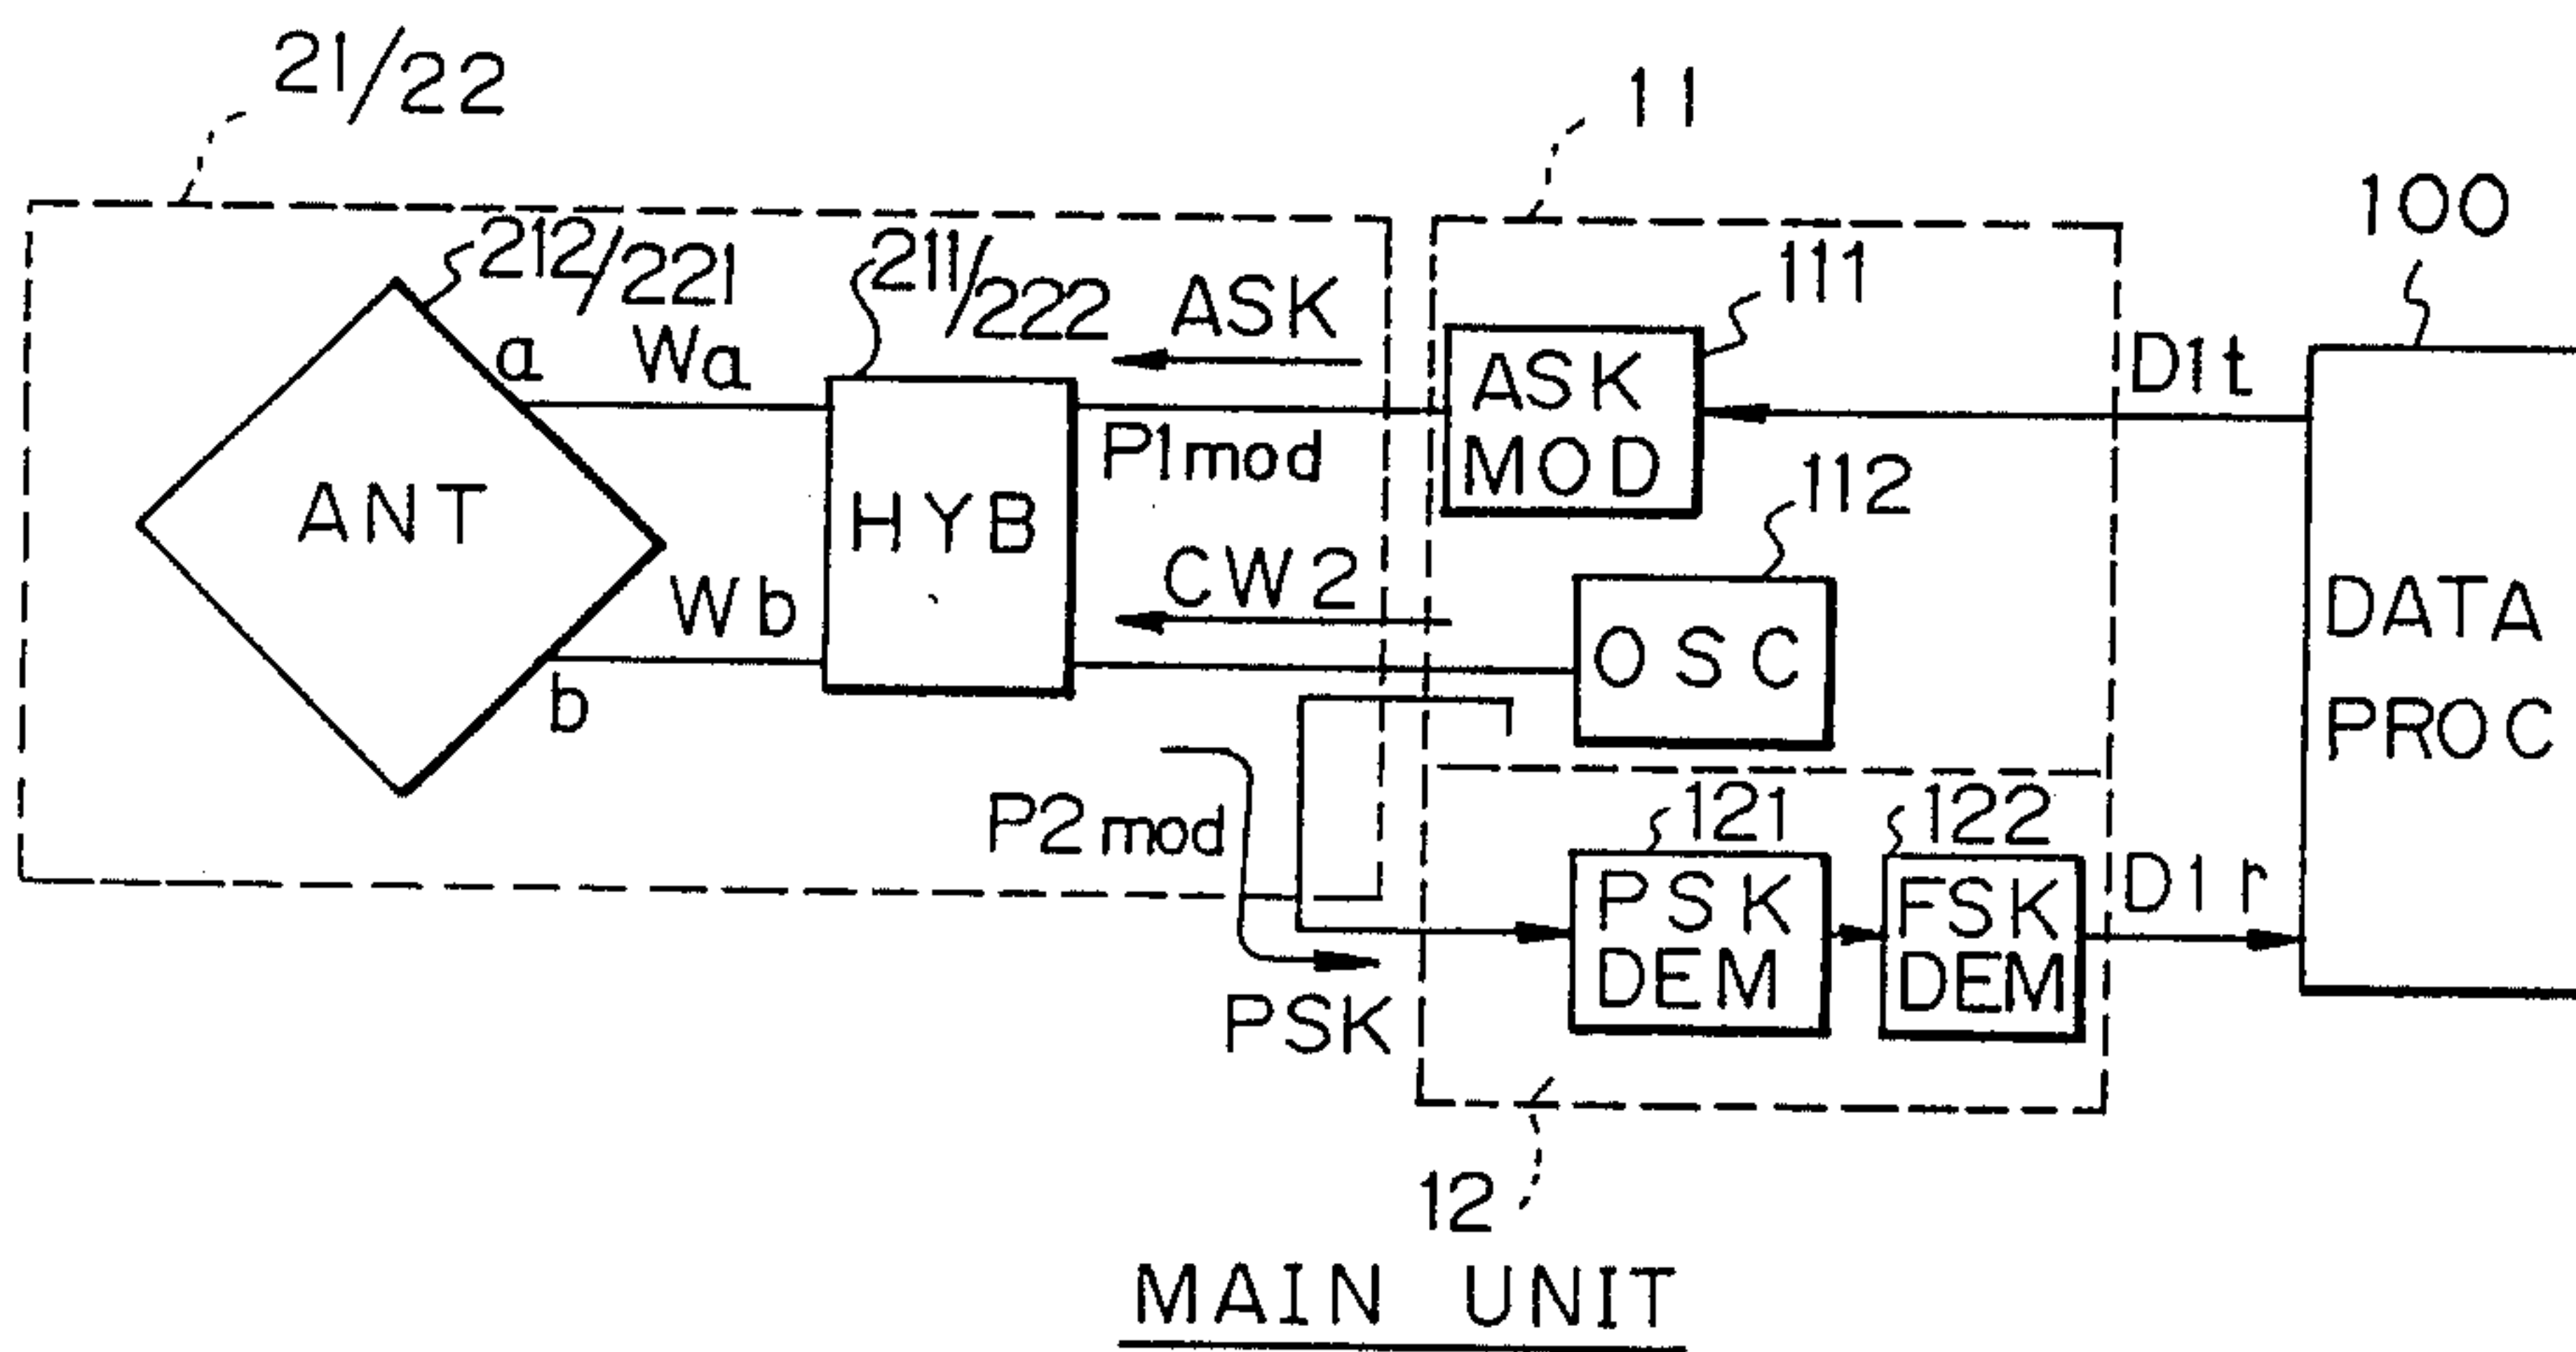 21/22
11
100
212/221
211/222
ASK
111
a
Wa
D1t
ASK
MOD
P1mod
112
ANT
HYB
CW2
DATA
PROC
OSC
Wb
b
P2mod
121
122
PSK
DEM
FSK
DEM
D1r
PSK
12
MAIN UNIT